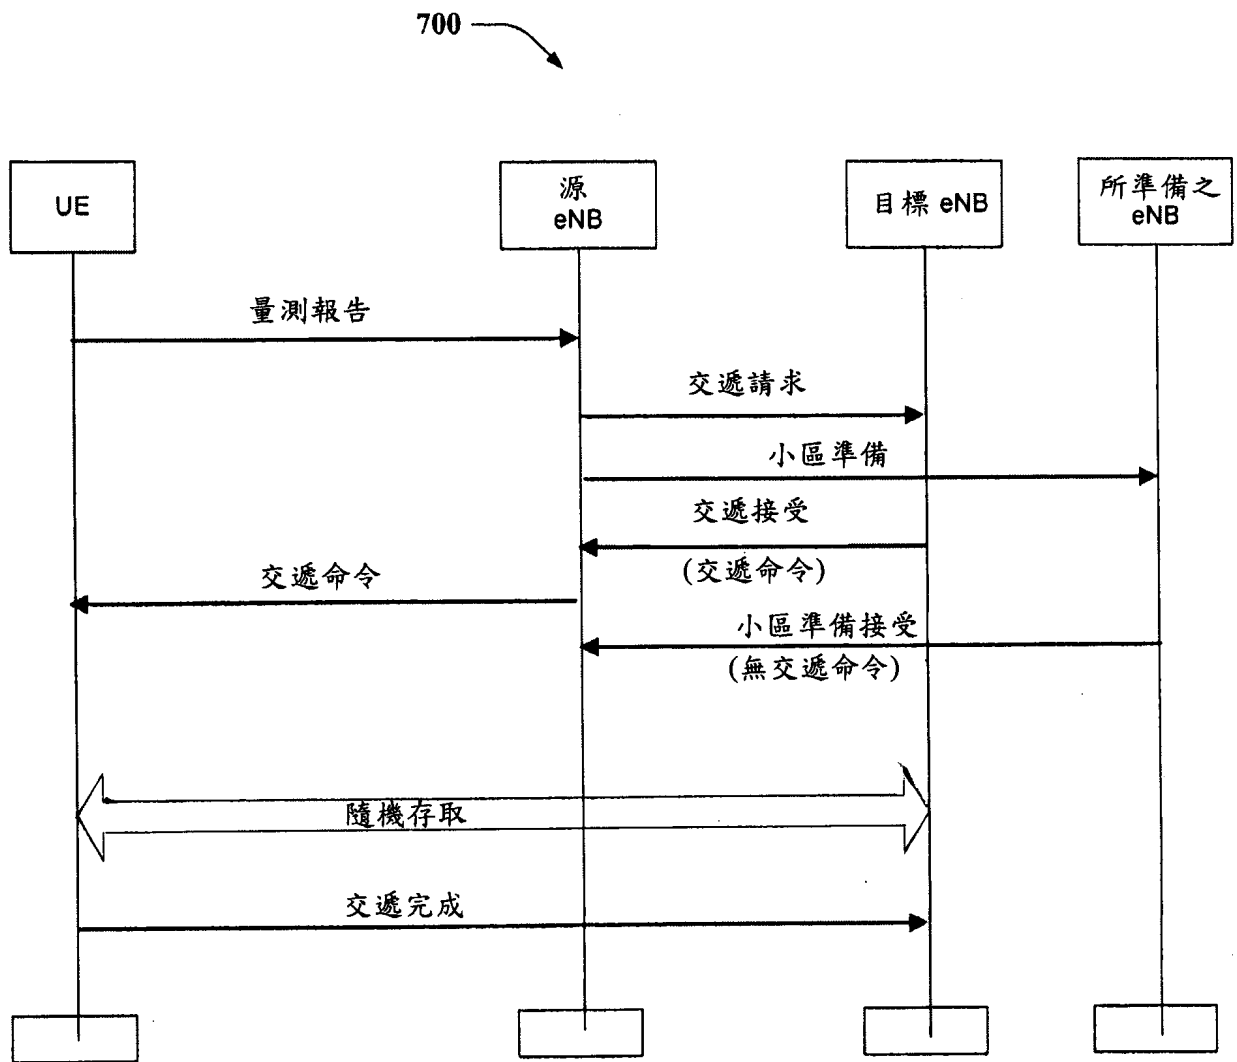 700
UE
源
eNB
目標 eNB
所準備之
eNB
量測報告
交遞請求
小區準備
交遞接受
(交遞命令)
交遞命令
小區準備接受
(無交遞命令)
隨機存取
交遞完成